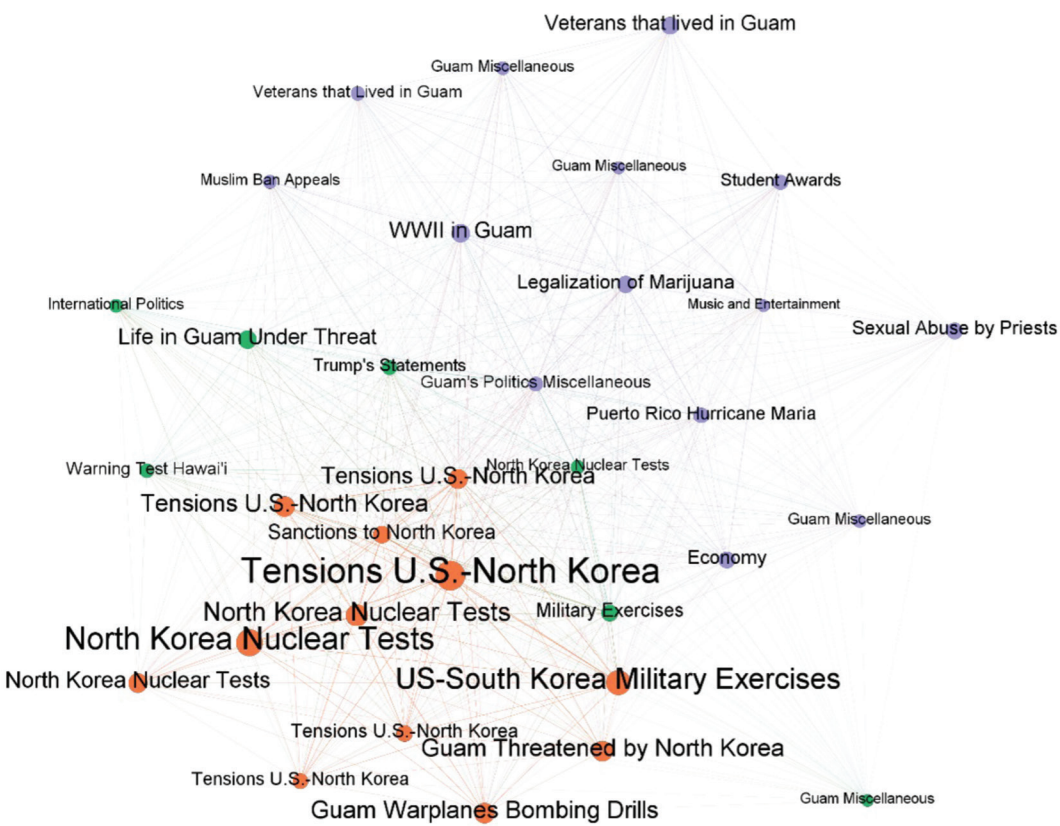 Veterans that lived in Guam
Guam Miscellaneous
Veterans that Lived in Guam
Guam Miscellaneous
Muslim Ban Appeals
Student Awards
WWII in Guam
Legalization of Marijuana
International Politics
Music and Entertainment
Sexual Abuse by Priests
Life in Guam Under Threat
Trump's Statements
Guam's Politics Miscellaneous
Puerto Rico Hurricane Maria
North Korea Nuclear Tests
Warning Test Hawai'i
Tensions U.S.-North Korea
Tensions U.S.-North Korea
Guam Miscellaneous
Sanctions to North Korea
Economy
Tensions U.S.-North Korea
North Korea Nuclear Tests
Military Exercises
North Korea Nuclear Tests
North Korea Nuclear Tests
US-South Korea Military Exercises
Tensions U.S.-North Korea
Guam Threatened by North Korea
Tensions U.S.-North Korea
Guam Miscellaneous
Guam Warplanes Bombing Drills